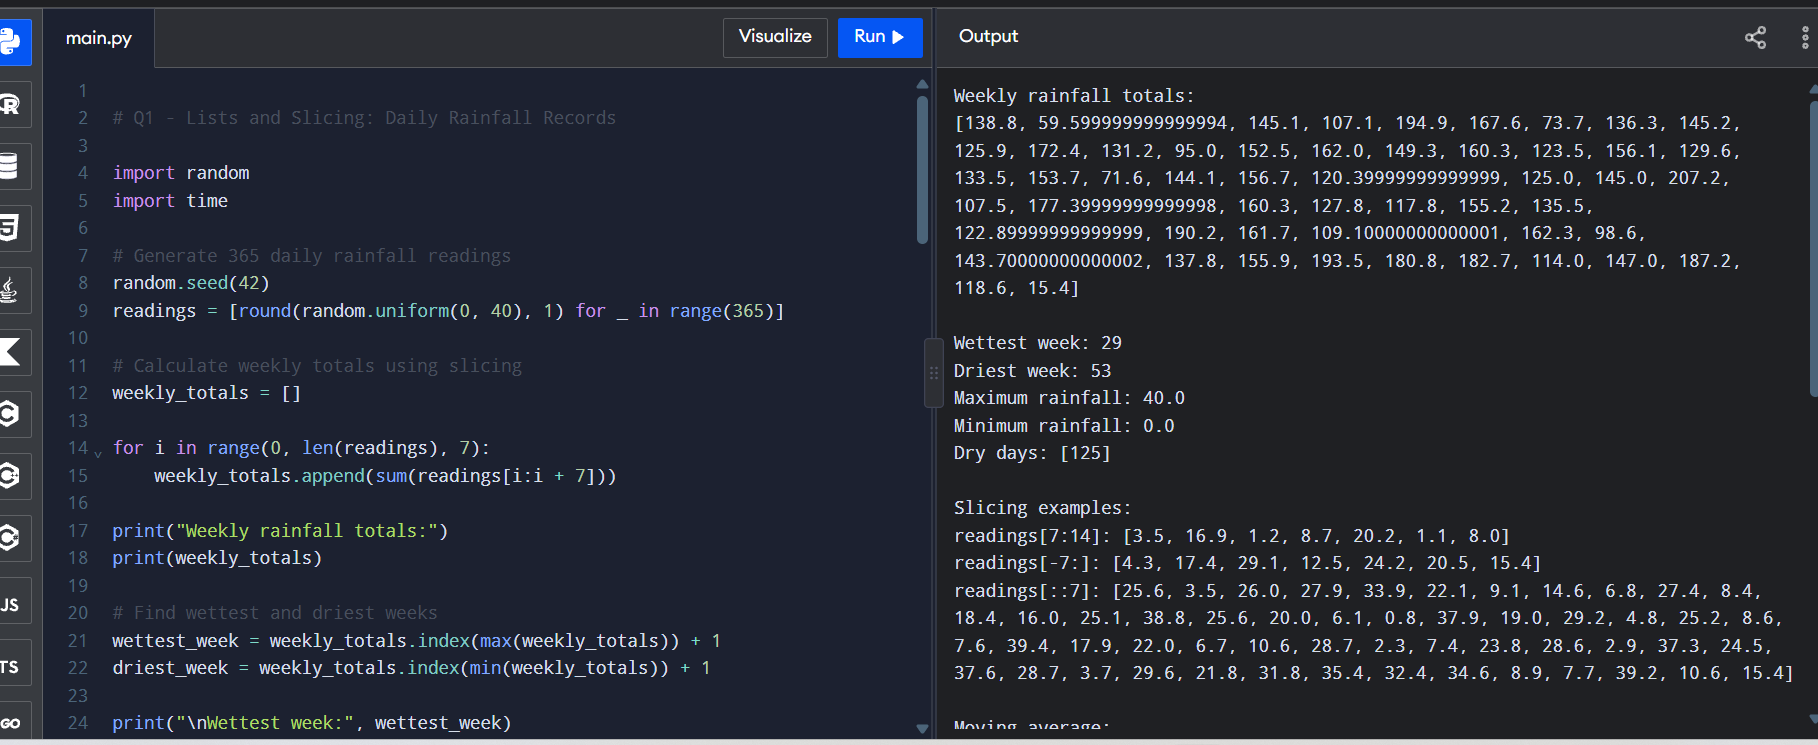 main.py
Visualize
Run
Output
R
5
JS
TS
GO
1
2 # Q1 - Lists and Slicing: Daily Rainfall Records
3
4 import random
5 import time
6
7 # Generate 365 daily rainfall readings
8 random.seed(42)
9 readings = [round(random.uniform(0, 40), 1) for _ in range(365)]
10
11 # Calculate weekly totals using slicing
12 weekly_totals = []
13
14 for i in range(0, len(readings), 7):
15     weekly_totals.append(sum(readings[i:i + 7]))
16
17 print("Weekly rainfall totals:")
18 print(weekly_totals)
19
20 # Find wettest and driest weeks
21 wettest_week = weekly_totals.index(max(weekly_totals)) + 1
22 driest_week = weekly_totals.index(min(weekly_totals)) + 1
23
24 print("\nWettest week:", wettest_week)
Weekly rainfall totals:
[138.8, 59.599999999999994, 145.1, 107.1, 194.9, 167.6, 73.7, 136.3, 145.2,
125.9, 172.4, 131.2, 95.0, 152.5, 162.0, 149.3, 160.3, 123.5, 156.1, 129.6,
133.5, 153.7, 71.6, 144.1, 156.7, 120.39999999999999, 125.0, 145.0, 207.2,
107.5, 177.39999999999998, 160.3, 127.8, 117.8, 155.2, 135.5,
122.89999999999999, 190.2, 161.7, 109.10000000000001, 162.3, 98.6,
143.70000000000002, 137.8, 155.9, 193.5, 180.8, 182.7, 114.0, 147.0, 187.2,
118.6, 15.4]
Wettest week: 29
Driest week: 53
Maximum rainfall: 40.0
Minimum rainfall: 0.0
Dry days: [125]
Slicing examples:
readings[7:14]: [3.5, 16.9, 1.2, 8.7, 20.2, 1.1, 8.0]
readings[-7:]: [4.3, 17.4, 29.1, 12.5, 24.2, 20.5, 15.4]
readings[::7]: [25.6, 3.5, 26.0, 27.9, 33.9, 22.1, 9.1, 14.6, 6.8, 27.4, 8.4,
18.4, 16.0, 25.1, 38.8, 25.6, 20.0, 6.1, 0.8, 37.9, 19.0, 29.2, 4.8, 25.2, 8.6,
7.6, 39.4, 17.9, 22.0, 6.7, 10.6, 28.7, 2.3, 7.4, 23.8, 28.6, 2.9, 37.3, 24.5,
37.6, 28.7, 3.7, 29.6, 21.8, 31.8, 35.4, 32.4, 34.6, 8.9, 7.7, 39.2, 10.6, 15.4]
Moving average: